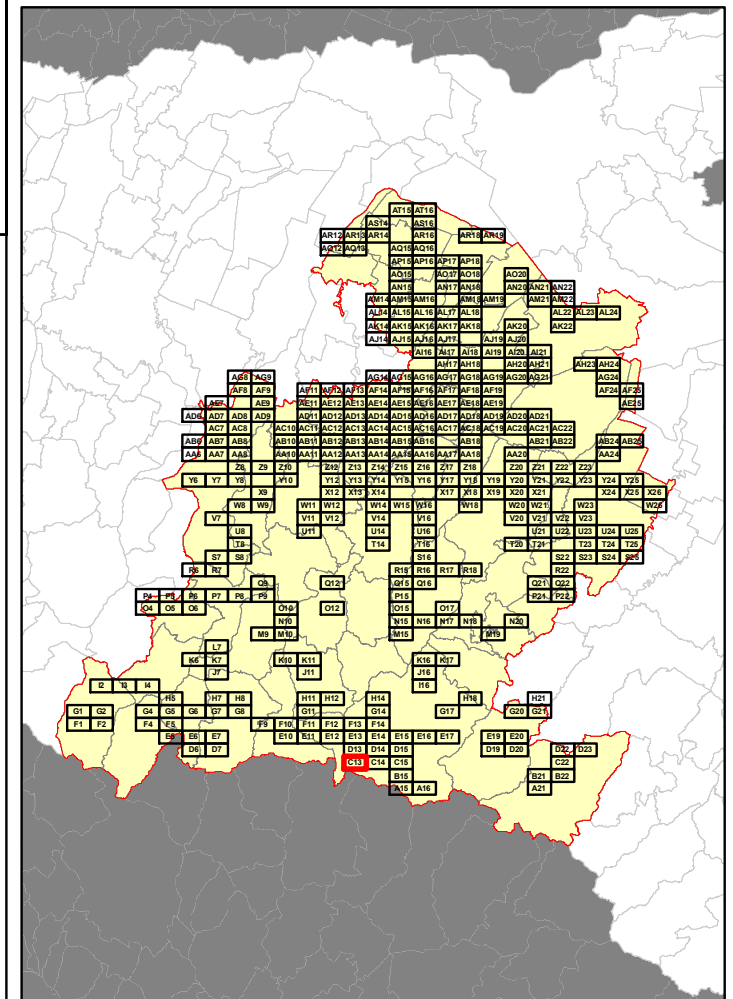 AT15 AT16
AS14 AS16
AR12 AR13 AR14 AR16 AR18 AR19
AQ12 AQ13 AQ15 AQ16
AP15 AP16 AP17 AP18
AO15 AO17 AO18 AO20
AN15 AN17 AN18 AN20 AN21 AN22
AM14 AM15 AM16 AM18 AM19 AM21 AM22
AL14 AL15 AL16 AL17 AL18 AL22 AL23 AL24
AK14 AK15 AK16 AK17 AK18 AK20 AK22
AJ14 AJ15 AJ16 AJ17 AJ19 AJ20
AI16 AI17 AI18 AI19 AI20 AI21
AH17 AH18 AH20 AH21 AH23 AH24
AG8 AG9 AG14 AG15 AG16 AG17 AG18 AG19 AG20 AG21 AG24
AF8 AF9 AF11 AF12 AF13 AF14 AF15 AF16 AF17 AF18 AF19 AF24 AF25
AE7 AE9 AE11 AE12 AE13 AE14 AE15 AE16 AE17 AE18 AE19 AE25
AD6 AD7 AD8 AD9 AD11 AD12 AD13 AD14 AD15 AD16 AD17 AD18 AD19 AD20 AD21
AC7 AC8 AC10 AC11 AC12 AC13 AC14 AC15 AC16 AC17 AC18 AC19 AC20 AC21 AC22
AB6 AB7 AB8 AB10 AB11 AB12 AB13 AB14 AB15 AB16 AB18 AB21 AB22 AB24 AB25
AA6 AA7 AA8 AA10 AA11 AA12 AA13 AA14 AA15 AA16 AA17 AA18 AA20 AA24
Z8 Z9 Z10 Z12 Z13 Z14 Z15 Z16 Z17 Z18 Z20 Z21 Z22 Z23
Y6 Y7 Y8 Y10 Y12 Y13 Y14 Y15 Y16 Y17 Y18 Y19 Y20 Y21 Y22 Y23 Y24 Y25
X9 X12 X13 X14 X17 X18 X19 X20 X21 X24 X25 X26
W8 W9 W11 W12 W14 W15 W16 W18 W20 W21 W23 W26
V7 V11 V12 V14 V16 V20 V21 V22 V23
U8 U11 U14 U16 U21 U22 U23 U24 U25
T8 T14 T16 T20 T21 T23 T24 T25
S7 S8 S16 S22 S23 S24 S25
R6 R7 R15 R16 R17 R18 R22
Q9 Q12 Q15 Q16 Q21 Q22
P4 P5 P6 P7 P8 P9 P15 P21 P22
O4 O5 O6 O10 O12 O15 O17
N10 N15 N16 N17 N18 N20
M9 M10 M15 M19
L7
K6 K7 K10 K11 K16 K17
J7 J11 J16
I2 I3 I4 I16
H5 H7 H8 H11 H12 H14 H18 H21
G1 G2 G4 G5 G6 G7 G8 G11 G14 G17 G20 G21
F1 F2 F4 F5 F9 F10 F11 F12 F13 F14
E5 E6 E7 E10 E11 E12 E13 E14 E15 E16 E17 E19 E20
D6 D7 D13 D14 D15 D19 D20 D22 D23
C13 C14 C15 C22
B15 B21 B22
A15 A16 A21